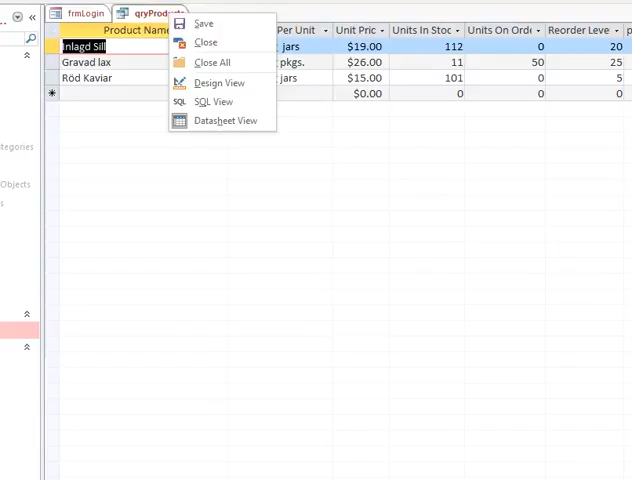 frmLogin qryProducts
Product Name Per Unit Unit Pric Units In Stoc Units On Orde Reorder Leve
Inlagd Sill jars $19.00 112 0 20
Gravad lax pkgs. $26.00 11 50 25
Röd Kaviar jars $15.00 101 0 5
$0.00 0 0 0
Save
Close
Close All
Design View
SQL SQL View
Datasheet View
ategories
Objects
s